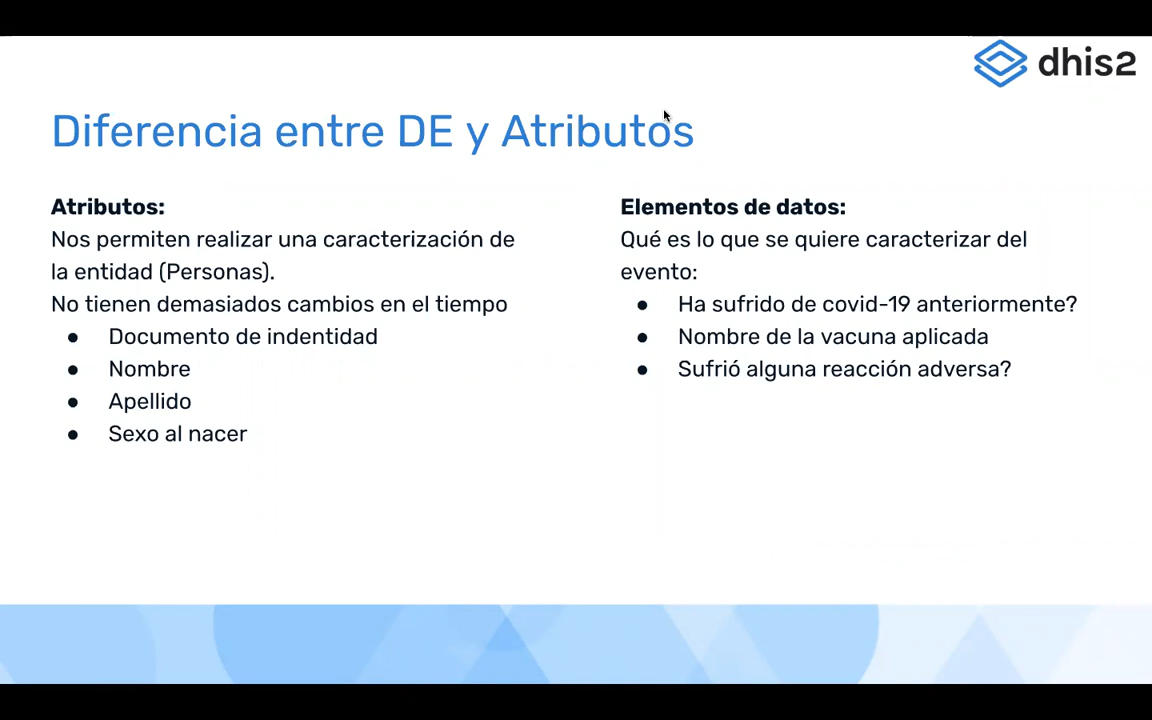 dhis2
Diferencia entre DE y Atributos
Atributos:
Nos permiten realizar una caracterización de
la entidad (Personas).
No tienen demasiados cambios en el tiempo
● Documento de indentidad
● Nombre
● Apellido
● Sexo al nacer
Elementos de datos:
Qué es lo que se quiere caracterizar del
evento:
● Ha sufrido de covid-19 anteriormente?
● Nombre de la vacuna aplicada
● Sufrió alguna reacción adversa?